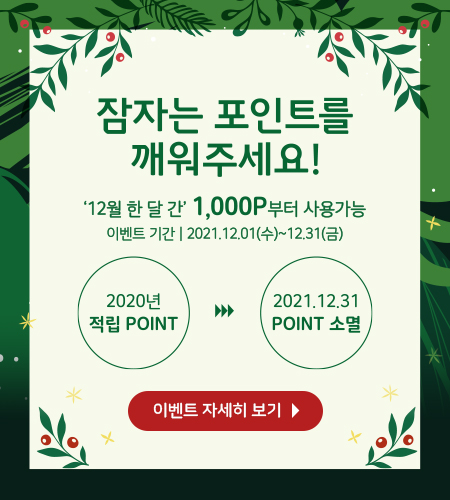 잠자는 포인트를
깨워주세요!
‘12월 한 달 간’ 1,000P부터 사용가능
이벤트 기간 | 2021.12.01(수)~12.31(금)
2020년
적립 POINT
2021.12.31
POINT 소멸
이벤트 자세히 보기